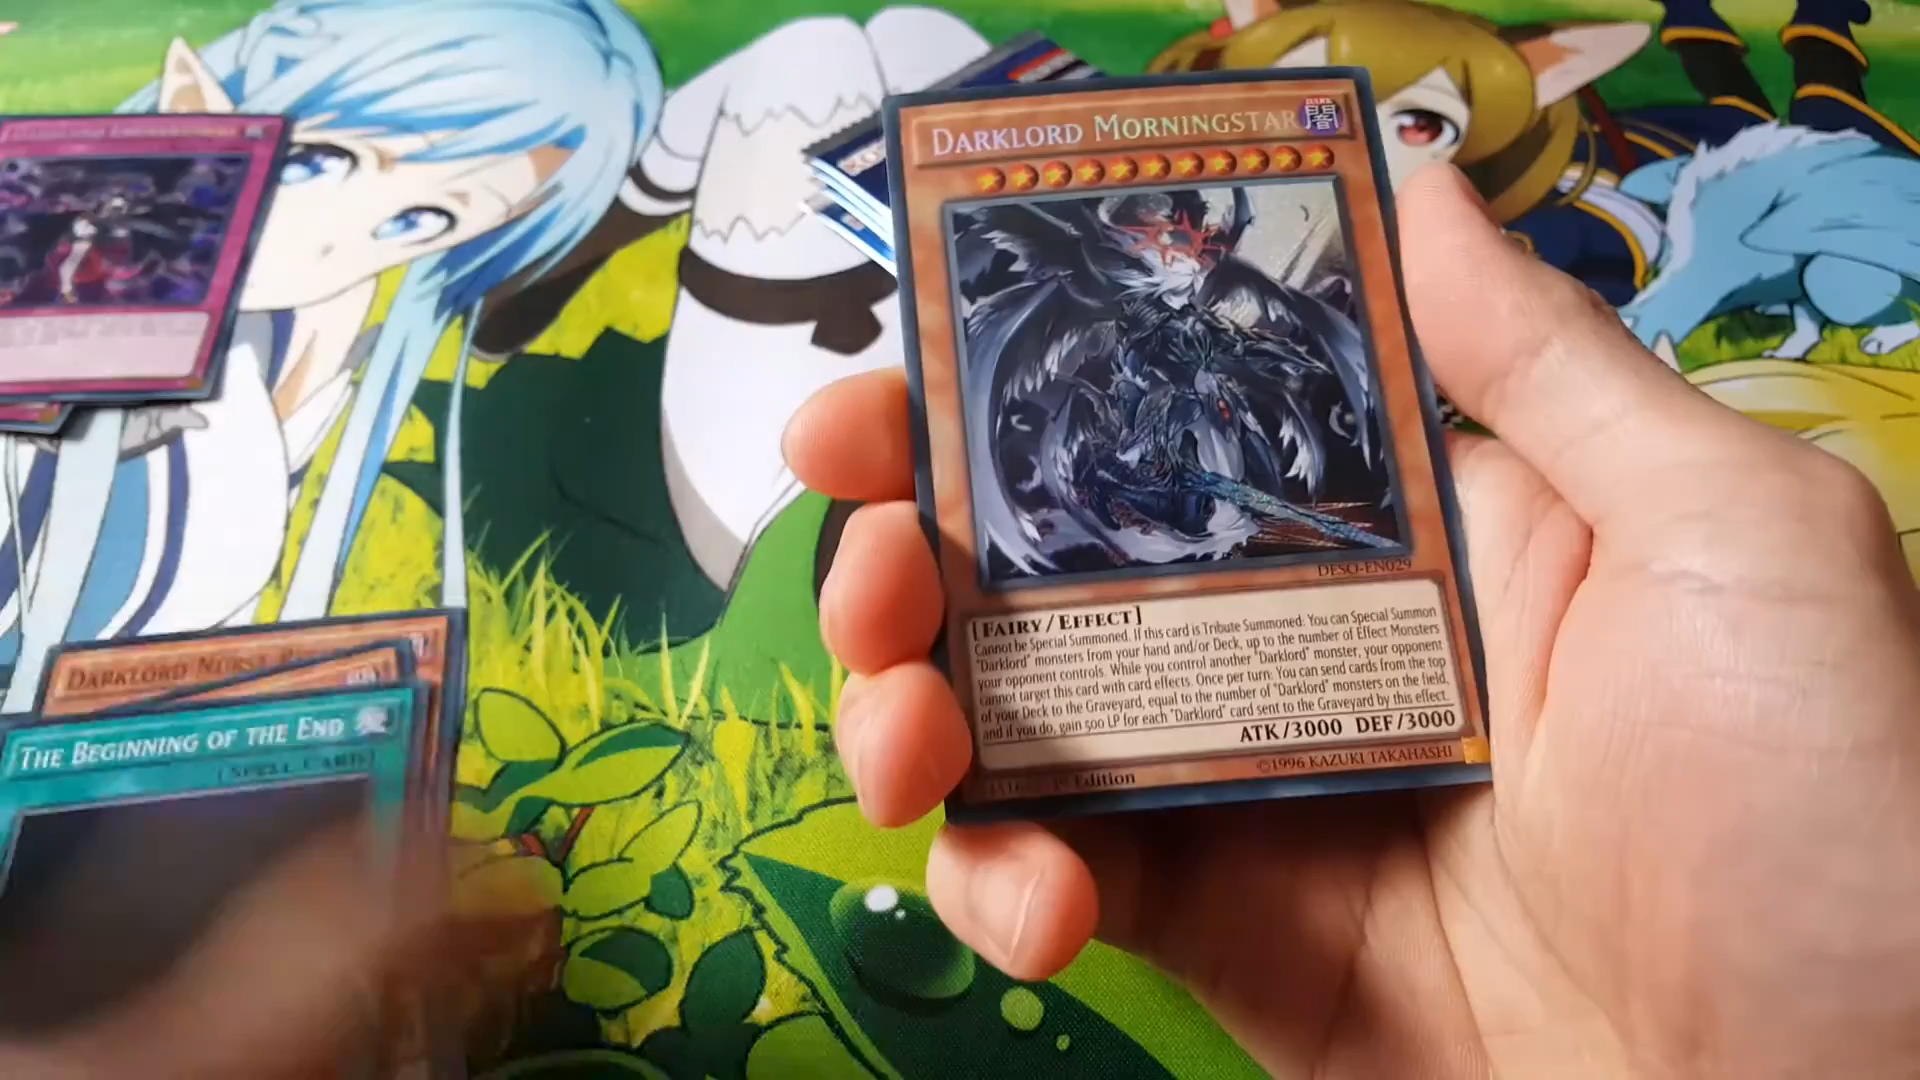 DARKLORD MORNINGSTAR
DARK
闇
DESO-EN029
[FAIRY/EFFECT]
Cannot be Special Summoned. If this card is Tribute Summoned: You can Special Summon
"Darklord" monsters from your hand and/or Deck, up to the number of Effect Monsters
your opponent controls. While you control another "Darklord" monster, your opponent
cannot target this card with card effects. Once per turn: You can send cards from the top
of your Deck to the Graveyard, equal to the number of "Darklord" monsters on the field,
and if you do, gain 500 LP for each "Darklord" card sent to the Graveyard by this effect.
ATK/3000 DEF/3000
Edition
©1996 KAZUKI TAKAHASHI
DARKLORD NURSE
THE BEGINNING OF THE END
[SPELL CARD]